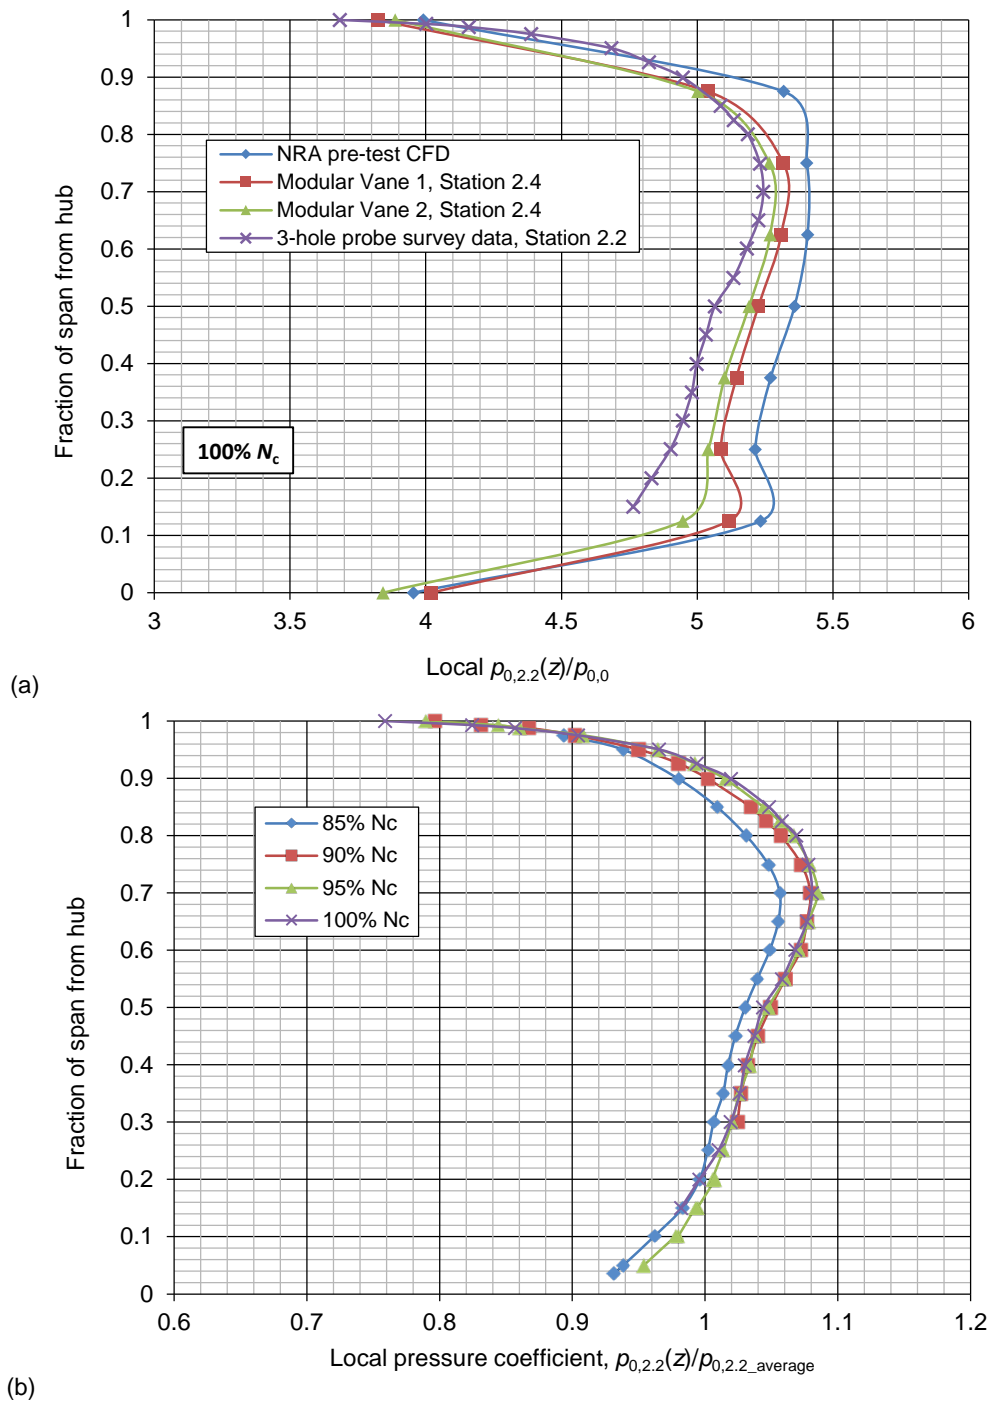 1
0.9
0.8
0.7
0.6
0.5
0.4
0.3
0.2
0.1
0
Fraction of span from hub
NRA pre-test CFD
Modular Vane 1, Station 2.4
Modular Vane 2, Station 2.4
3-hole probe survey data, Station 2.2
100% Nc
3 3.5 4 4.5 5 5.5 6
Local p0,2.2(z)/p0,0
(a)
1
0.9
0.8
0.7
0.6
0.5
0.4
0.3
0.2
0.1
0
Fraction of span from hub
85% Nc
90% Nc
95% Nc
100% Nc
0.6 0.7 0.8 0.9 1 1.1 1.2
Local pressure coefficient, p0,2.2(z)/p0,2.2_average
(b)